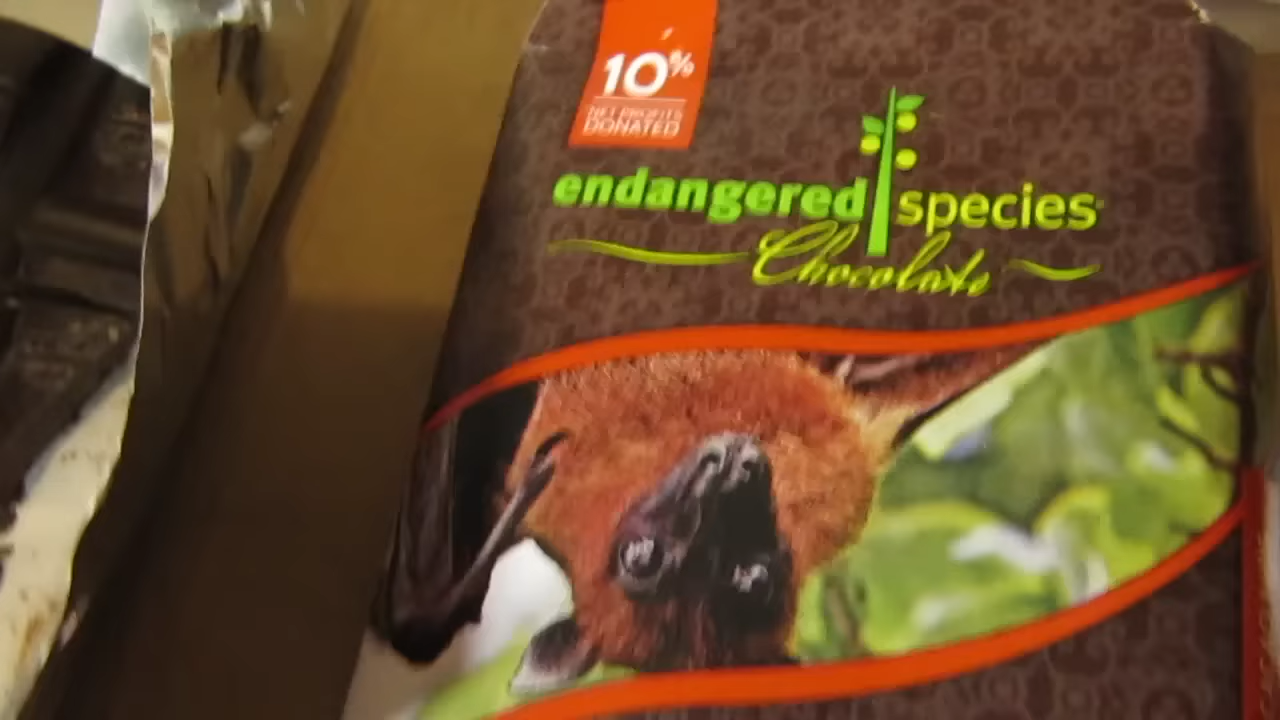 10%
NET PROFITS
DONATED
endangered species
Chocolate